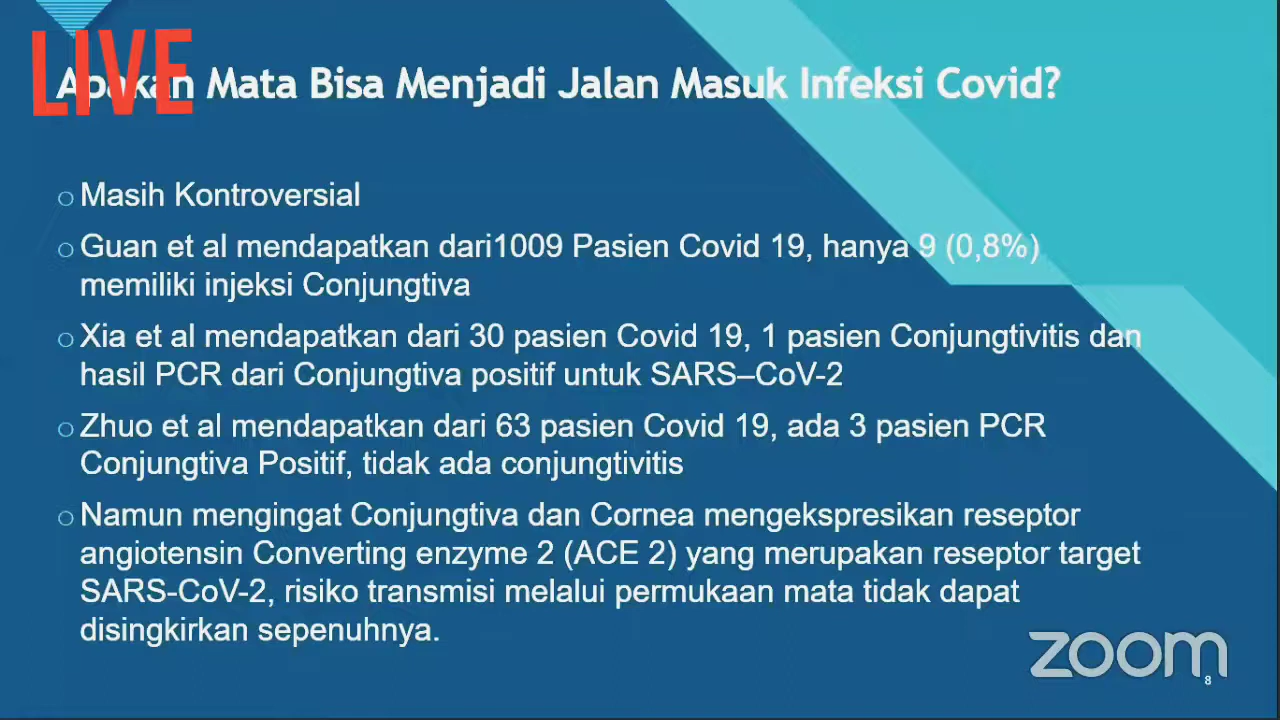 LIVE
Apakah Mata Bisa Menjadi Jalan Masuk Infeksi Covid?
o Masih Kontroversial
o Guan et al mendapatkan dari1009 Pasien Covid 19, hanya 9 (0,8%)
memiliki injeksi Conjungtiva
o Xia et al mendapatkan dari 30 pasien Covid 19, 1 pasien Conjungtivitis dan
hasil PCR dari Conjungtiva positif untuk SARS–CoV-2
o Zhuo et al mendapatkan dari 63 pasien Covid 19, ada 3 pasien PCR
Conjungtiva Positif, tidak ada conjungtivitis
o Namun mengingat Conjungtiva dan Cornea mengekspresikan reseptor
angiotensin Converting enzyme 2 (ACE 2) yang merupakan reseptor target
SARS-CoV-2, risiko transmisi melalui permukaan mata tidak dapat
disingkirkan sepenuhnya.
zoom
8